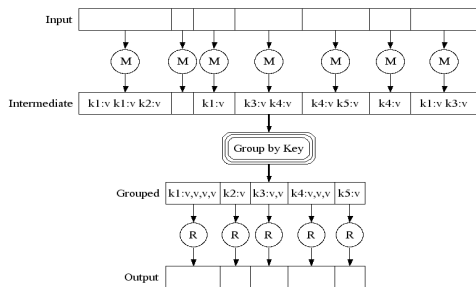 Input
M M M M M M M
Intermediate k1:v k1:v k2:v k1:v k3:v k4:v k4:v k5:v k4:v k1:v k3:v
Group by Key
Grouped k1:v,v,v,v k2:v k3:v,v k4:v,v,v k5:v
R R R R R
Output